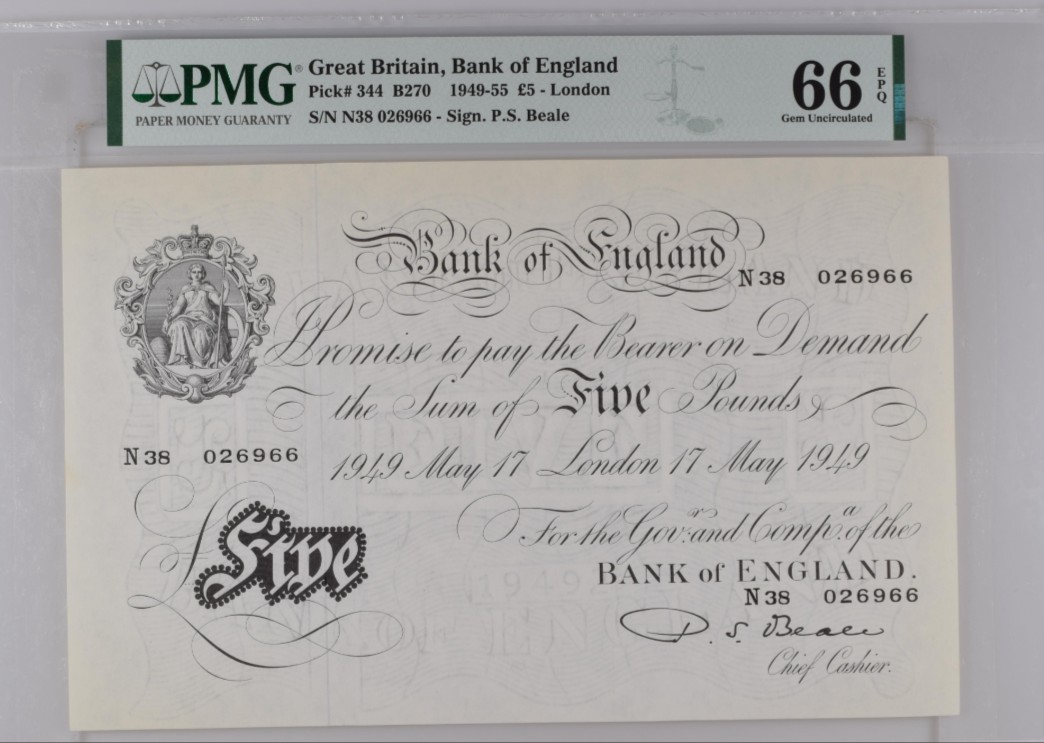 PMG®
PAPER MONEY GUARANTY
Great Britain, Bank of England
Pick# 344 B270 1949-55 £5 - London
S/N N38 026966 - Sign. P.S. Beale
66 EPQ
Gem Uncirculated
Bank of England
N38 026966
I Promise to pay the Bearer on Demand
the Sum of Five Pounds
N38 026966
1949 May 17 London 17 May 1949
£Five
For the Gov.r and Comp.a of the
BANK of ENGLAND.
N38 026966
P. S. Beale
Chief Cashier.
1949